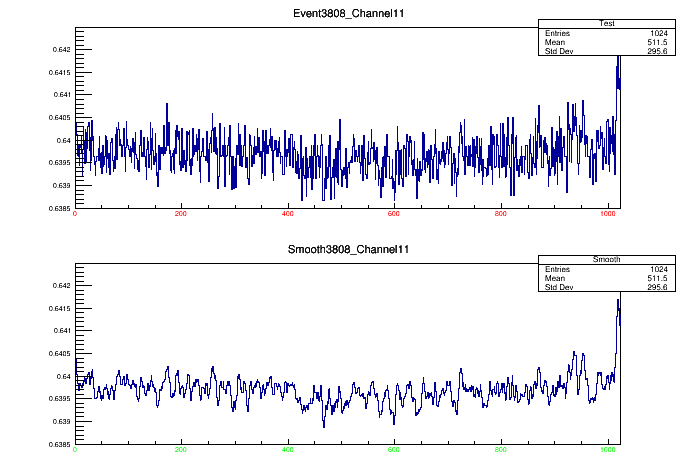 Event3808_Channel11
Test
Entries 1024
Mean 511.5
Std Dev 295.6
0.642
0.6415
0.641
0.6405
0.64
0.6395
0.639
0.6385
0 200 400 600 800 1000
Smooth3808_Channel11
Smooth
Entries 1024
Mean 511.5
Std Dev 295.6
0.642
0.6415
0.641
0.6405
0.64
0.6395
0.639
0.6385
0 200 400 600 800 1000